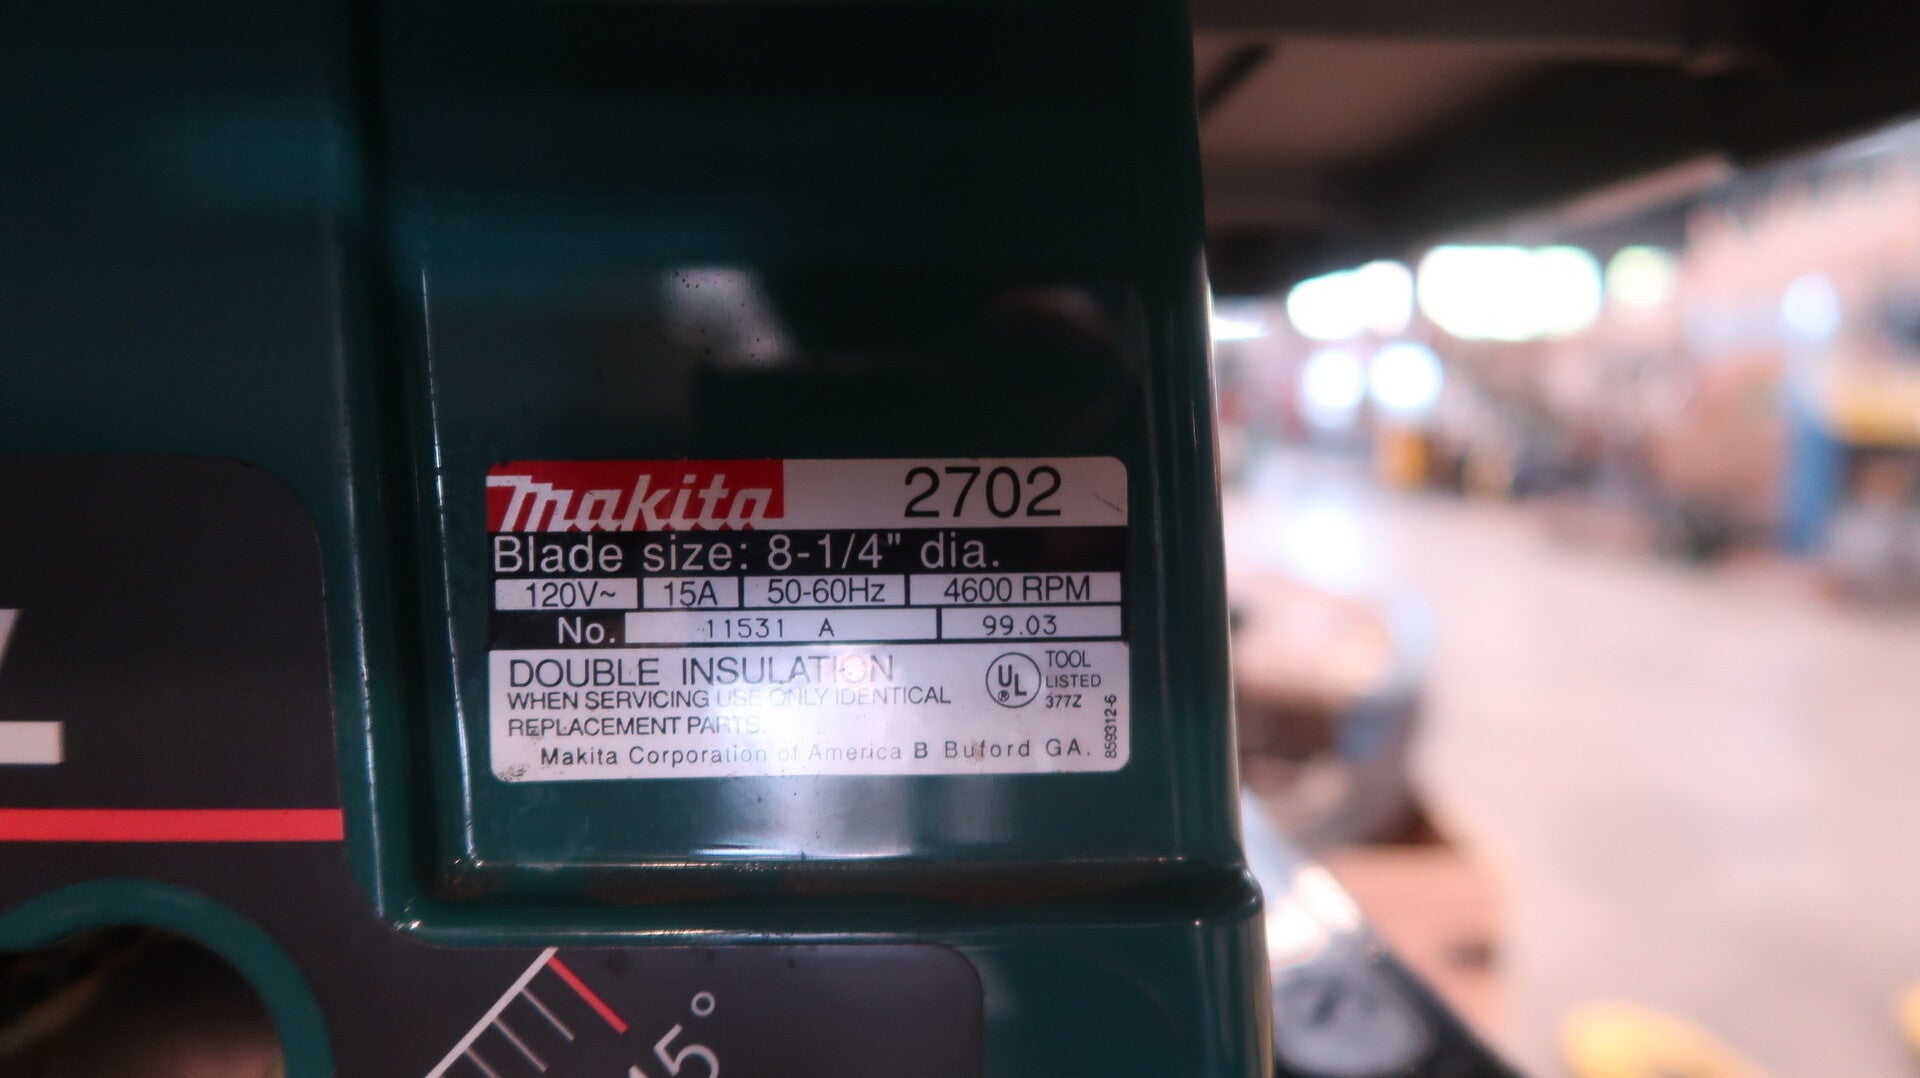 Makita 2702
Blade size: 8-1/4" dia.
120V~ 15A 50-60Hz 4600 RPM
No. 11531 A 99.03
DOUBLE INSULATION
WHEN SERVICING USE ONLY IDENTICAL
REPLACEMENT PARTS.
Makita Corporation of America B Buford GA.
UL ®
TOOL
LISTED
377Z
859312-6
45°